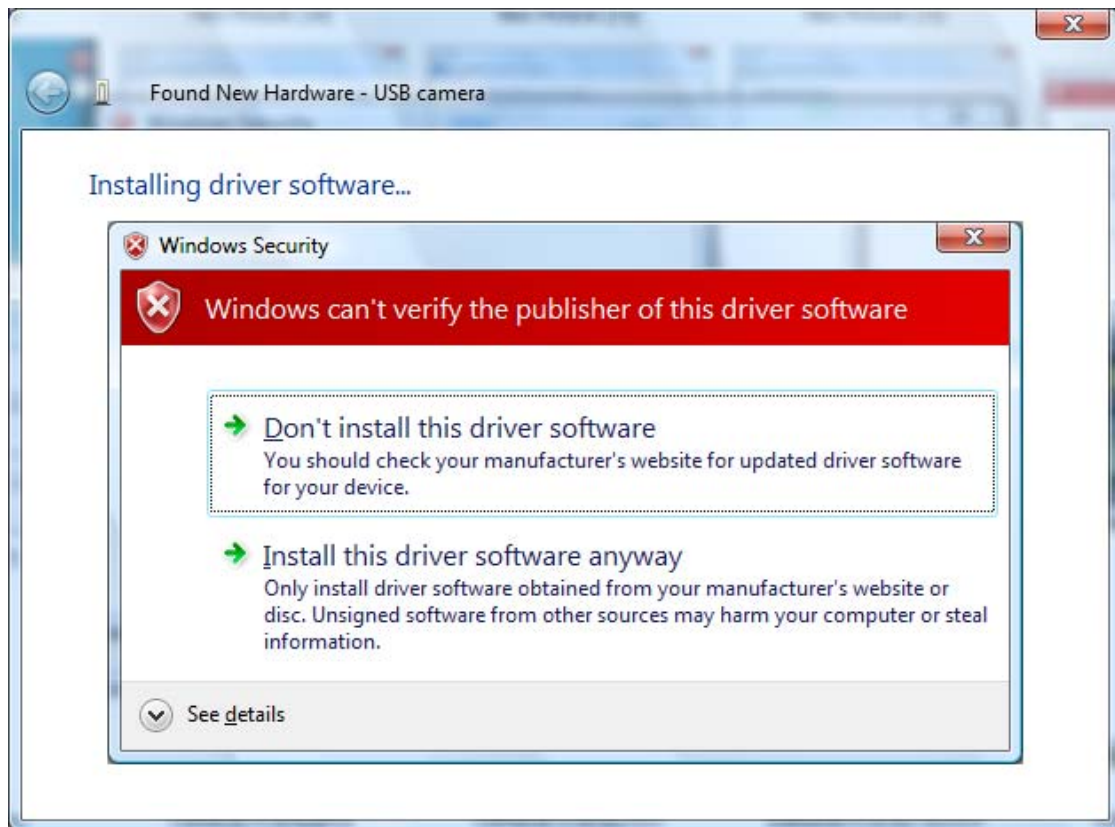 Found New Hardware - USB camera
Installing driver software...
Windows Security
Windows can't verify the publisher of this driver software
Don't install this driver software
You should check your manufacturer's website for updated driver software
for your device.
Install this driver software anyway
Only install driver software obtained from your manufacturer's website or
disc. Unsigned software from other sources may harm your computer or steal
information.
See details